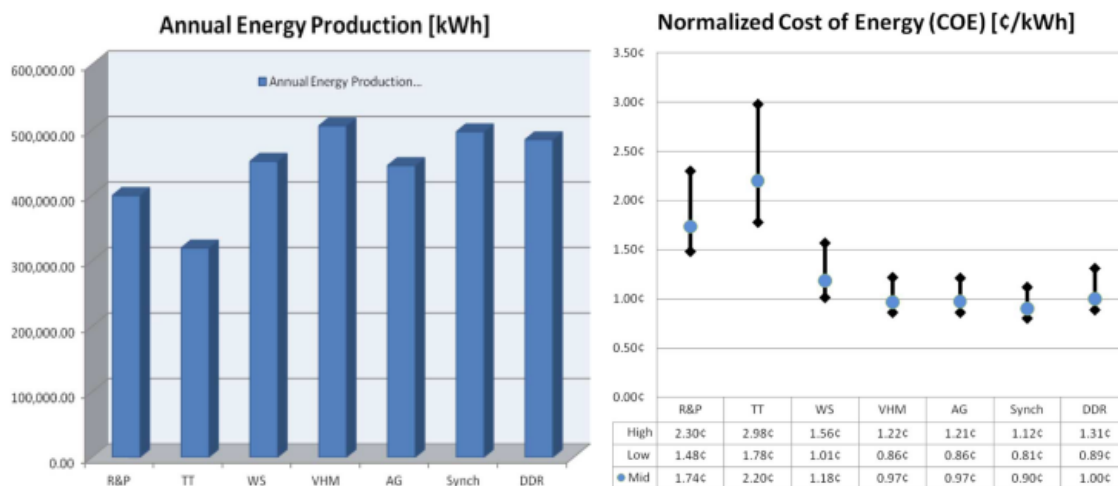 Annual Energy Production [kWh]
600,000.00
Annual Energy Production...
500,000.00
400,000.00
300,000.00
200,000.00
100,000.00
0.00
R&P TT WS VHM AG Synch DDR
Normalized Cost of Energy (COE) [¢/kWh]
3.50¢
3.00¢
2.50¢
2.00¢
1.50¢
1.00¢
0.50¢
0.00¢
R&P TT WS VHM AG Synch DDR
High 2.30¢ 2.98¢ 1.56¢ 1.22¢ 1.21¢ 1.12¢ 1.31¢
Low 1.48¢ 1.78¢ 1.01¢ 0.86¢ 0.86¢ 0.81¢ 0.89¢
Mid 1.74¢ 2.20¢ 1.18¢ 0.97¢ 0.97¢ 0.90¢ 1.00¢